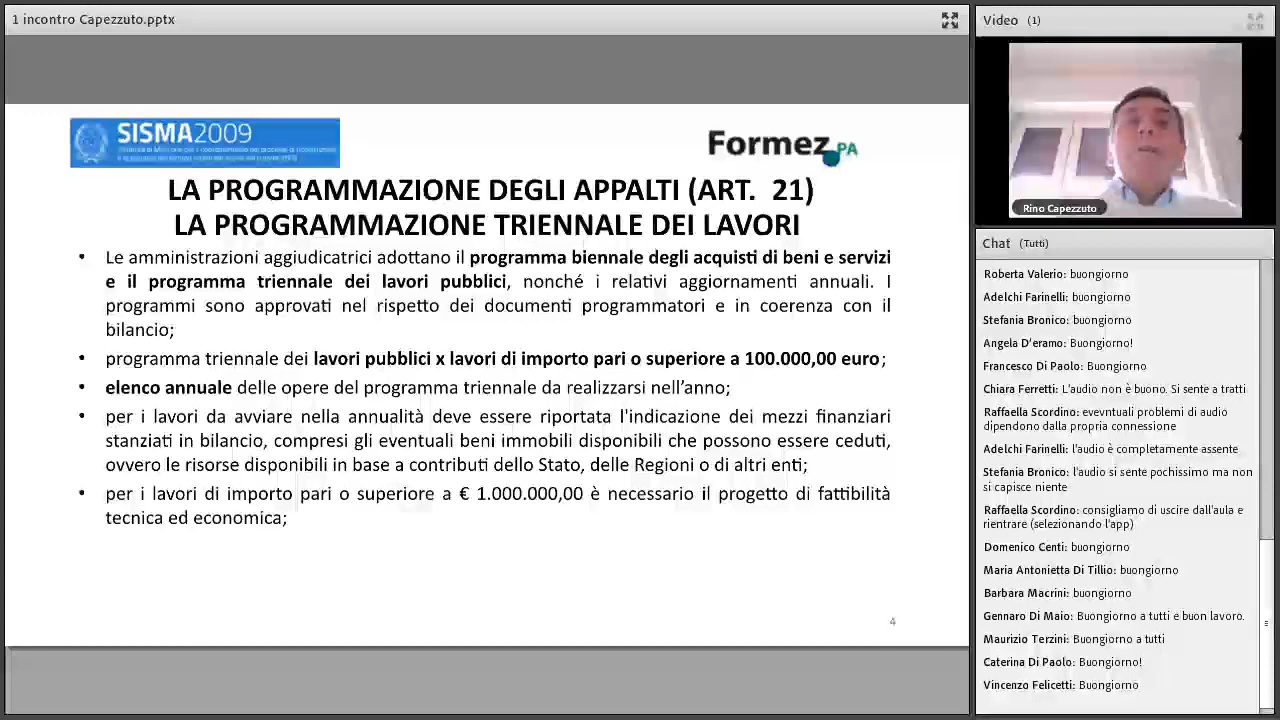 1 incontro Capezzuto.pptx
SISMA2009
Formez PA
LA PROGRAMMAZIONE DEGLI APPALTI (ART. 21)
LA PROGRAMMAZIONE TRIENNALE DEI LAVORI
• Le amministrazioni aggiudicatrici adottano il programma biennale degli acquisti di beni e servizi
e il programma triennale dei lavori pubblici, nonché i relativi aggiornamenti annuali. I
programmi sono approvati nel rispetto dei documenti programmatori e in coerenza con il
bilancio;
• programma triennale dei lavori pubblici x lavori di importo pari o superiore a 100.000,00 euro;
• elenco annuale delle opere del programma triennale da realizzarsi nell'anno;
• per i lavori da avviare nella annualità deve essere riportata l'indicazione dei mezzi finanziari
stanziati in bilancio, compresi gli eventuali beni immobili disponibili che possono essere ceduti,
ovvero le risorse disponibili in base a contributi dello Stato, delle Regioni o di altri enti;
• per i lavori di importo pari o superiore a € 1.000.000,00 è necessario il progetto di fattibilità
tecnica ed economica;
4
Video (1)
Rino Capezzuto
Chat (Tutti)
Roberta Valerio: buongiorno
Adelchi Farinelli: buongiorno
Stefania Bronico: buongiorno
Angela D'eramo: Buongiorno!
Francesco Di Paolo: Buongiorno
Chiara Ferretti: L'audio non è buono. Si sente a tratti
Raffaella Scordino: evevntuali problemi di audio
dipendono dalla propria connessione
Adelchi Farinelli: l'audio è completamente assente
Stefania Bronico: l'audio si sente pochissimo ma non
si capisce niente
Raffaella Scordino: consigliamo di uscire dall'aula e
rientrare (selezionando l'app)
Domenico Centi: buongiorno
Maria Antonietta Di Tillio: buongiorno
Barbara Macrini: buongiorno
Gennaro Di Maio: Buongiorno a tutti e buon lavoro.
Maurizio Terzini: Buongiorno a tutti
Caterina Di Paolo: Buongiorno!
Vincenzo Felicetti: Buongiorno